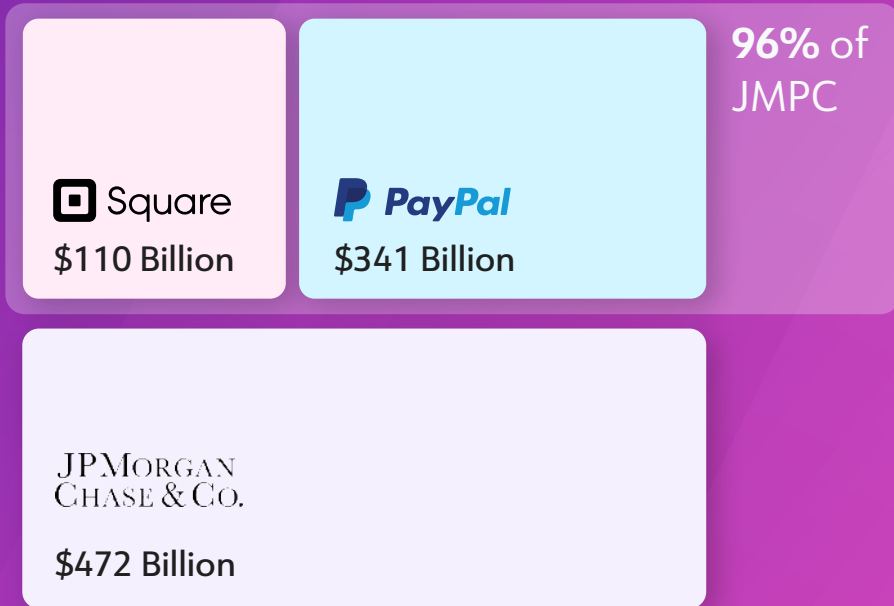 Square
$110 Billion
PayPal
$341 Billion
96% of
JMPC
JPMORGAN
CHASE & CO.
$472 Billion